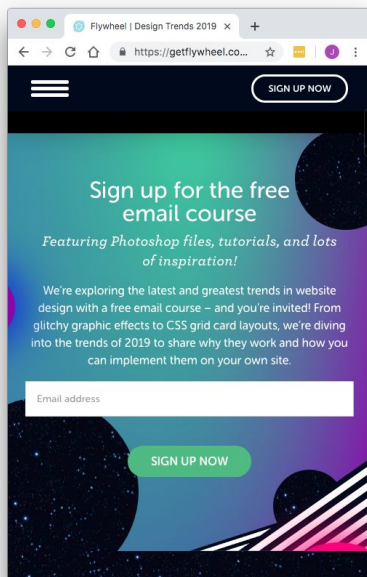 Flywheel | Design Trends 2019
https://getflywheel.co...
J
SIGN UP NOW
Sign up for the free
email course
Featuring Photoshop files, tutorials, and lots
of inspiration!
We're exploring the latest and greatest trends in website
design with a free email course – and you're invited! From
glitchy graphic effects to CSS grid card layouts, we're diving
into the trends of 2019 to share why they work and how you
can implement them on your own site.
Email address
SIGN UP NOW